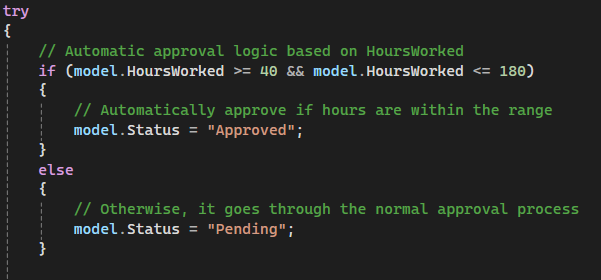 try
{
// Automatic approval logic based on HoursWorked
if (model.HoursWorked >= 40 && model.HoursWorked <= 180)
{
// Automatically approve if hours are within the range
model.Status = "Approved";
}
else
{
// Otherwise, it goes through the normal approval process
model.Status = "Pending";
}